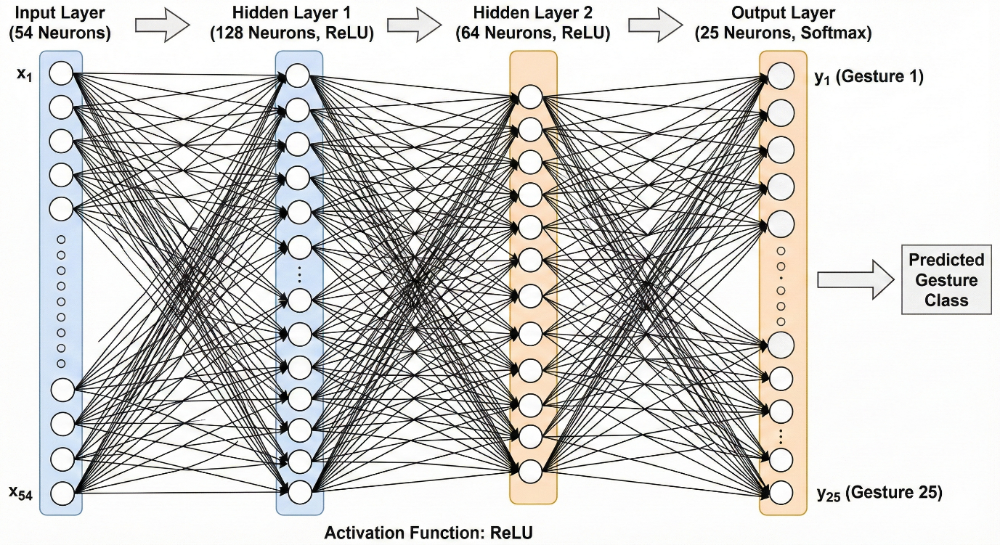 Input Layer
(54 Neurons)
Hidden Layer 1
(128 Neurons, ReLU)
Hidden Layer 2
(64 Neurons, ReLU)
Output Layer
(25 Neurons, Softmax)
x₁
y₁ (Gesture 1)
Predicted
Gesture
Class
x₅₄
y₂₅ (Gesture 25)
Activation Function: ReLU